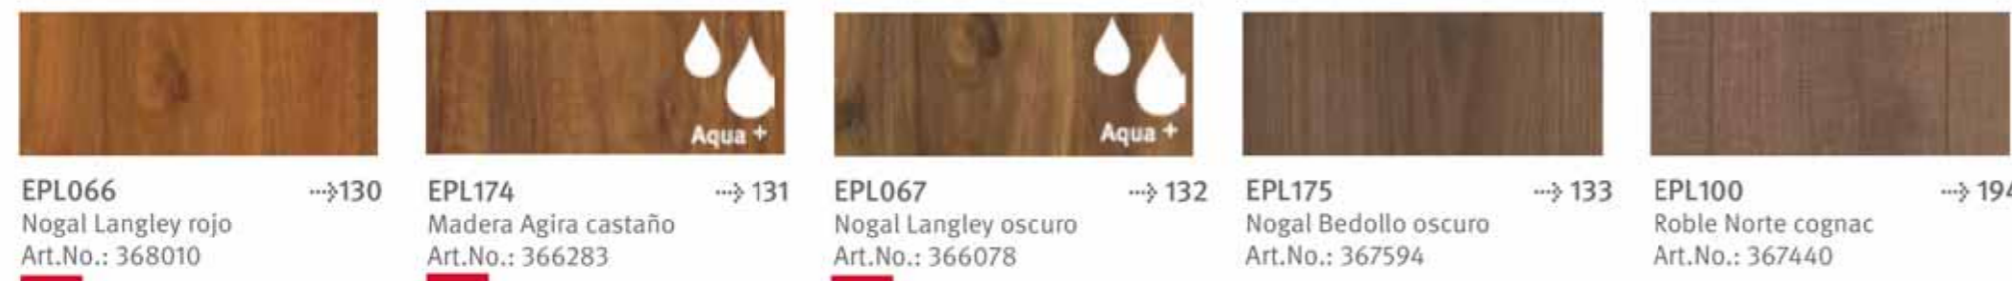 Aqua +
Aqua +
EPL066 130
Nogal Langley rojo
Art.No.: 368010
EPL174 131
Madera Agira castaño
Art.No.: 366283
EPL067 132
Nogal Langley oscuro
Art.No.: 366078
EPL175 133
Nogal Bedollo oscuro
Art.No.: 367594
EPL100 194
Roble Norte cognac
Art.No.: 367440